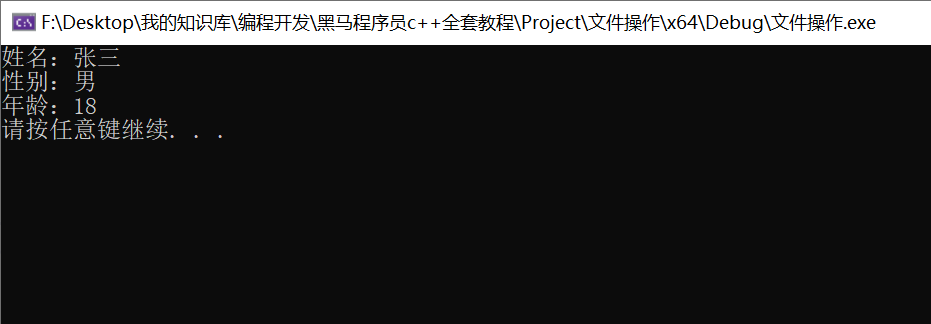 F:\Desktop\我的知识库\编程开发\黑马程序员c++全套教程\Project\文件操作\x64\Debug\文件操作.exe
姓名：张三
性别：男
年龄：18
请按任意键继续. . .